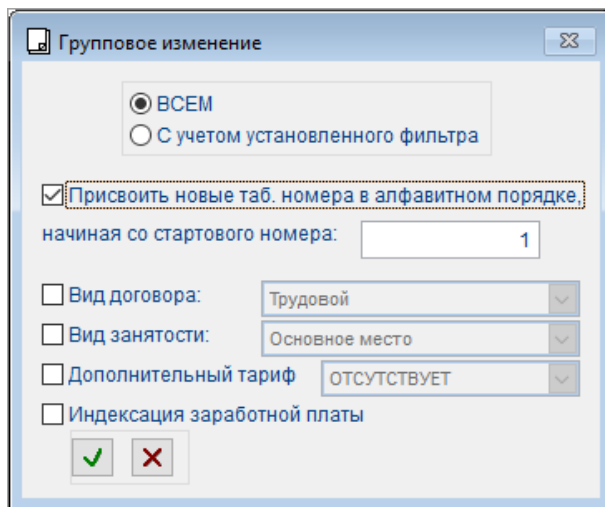 Групповое изменение
ВСЕМ
С учетом установленного фильтра
Присвоить новые таб. номера в алфавитном порядке,
начиная со стартового номера: 1
Вид договора: Трудовой
Вид занятости: Основное место
Дополнительный тариф ОТСУТСТВУЕТ
Индексация заработной платы